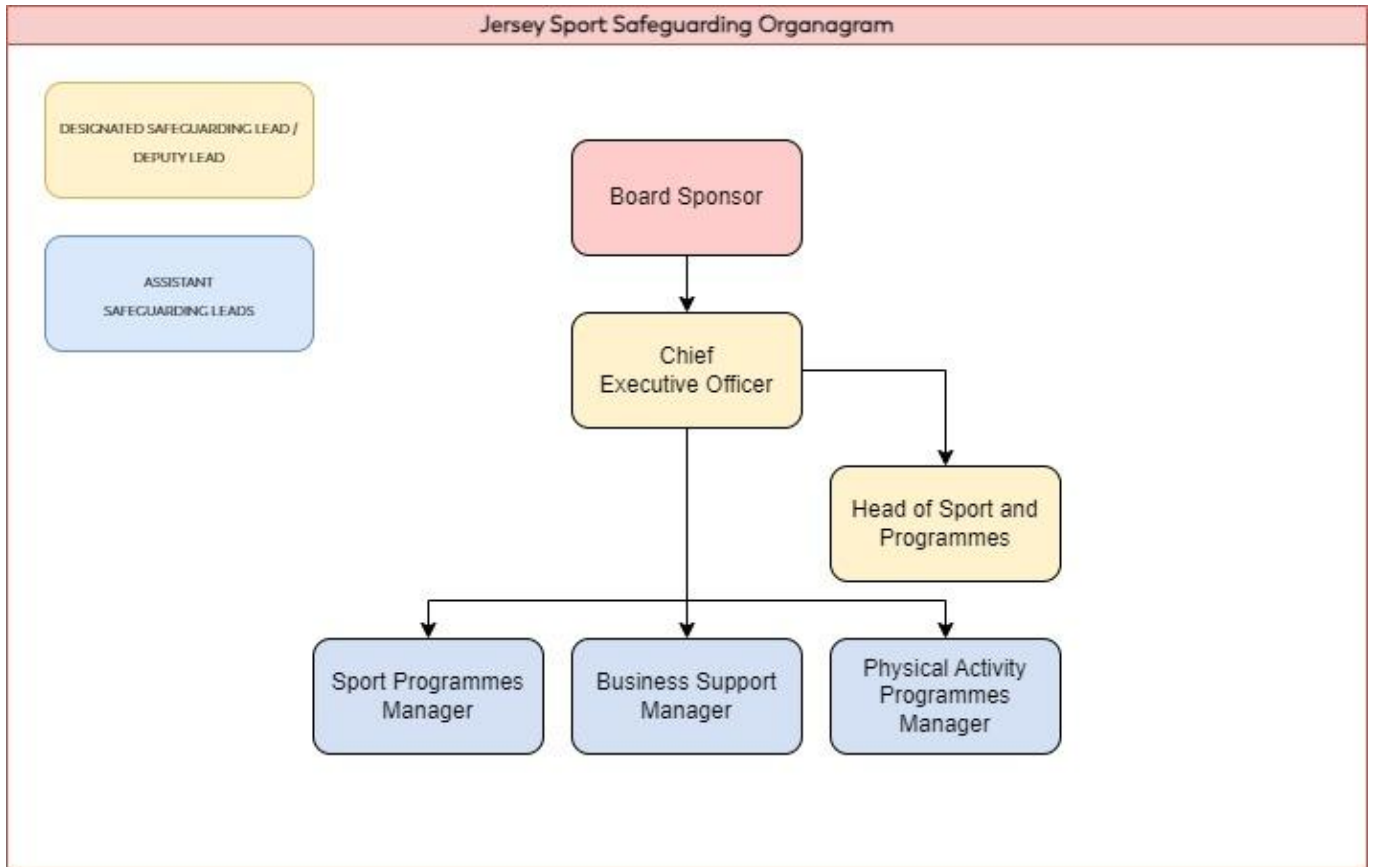 Jersey Sport Safeguarding Organagram
DESIGNATED SAFEGUARDING LEAD /
DEPUTY LEAD
ASSISTANT
SAFEGUARDING LEADS
Board Sponsor
Chief
Executive Officer
Head of Sport and
Programmes
Sport Programmes
Manager
Business Support
Manager
Physical Activity
Programmes
Manager